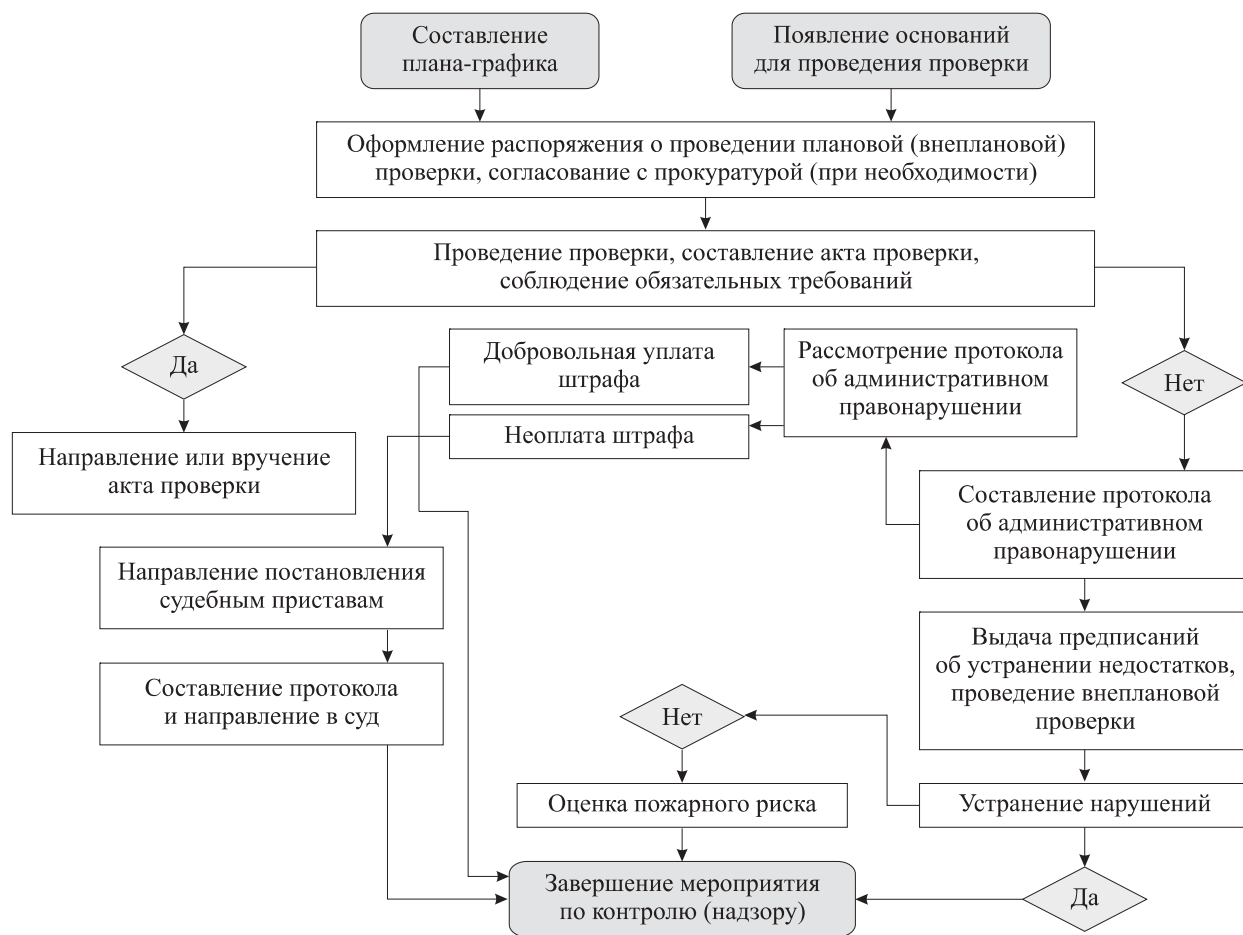 Составление
плана-графика
Появление оснований
для проведения проверки
Оформление распоряжения о проведении плановой (внеплановой)
проверки, согласование с прокуратурой (при необходимости)
Проведение проверки, составление акта проверки,
соблюдение обязательных требований
Да
Направление или вручение
акта проверки
Добровольная уплата
штрафа
Неоплата штрафа
Рассмотрение протокола
об административном
правонарушении
Нет
Составление протокола
об административном
правонарушении
Направление постановления
судебным приставам
Составление протокола
и направление в суд
Выдача предписаний
об устранении недостатков,
проведение внеплановой
проверки
Нет
Оценка пожарного риска
Устранение нарушений
Завершение мероприятия
по контролю (надзору)
Да